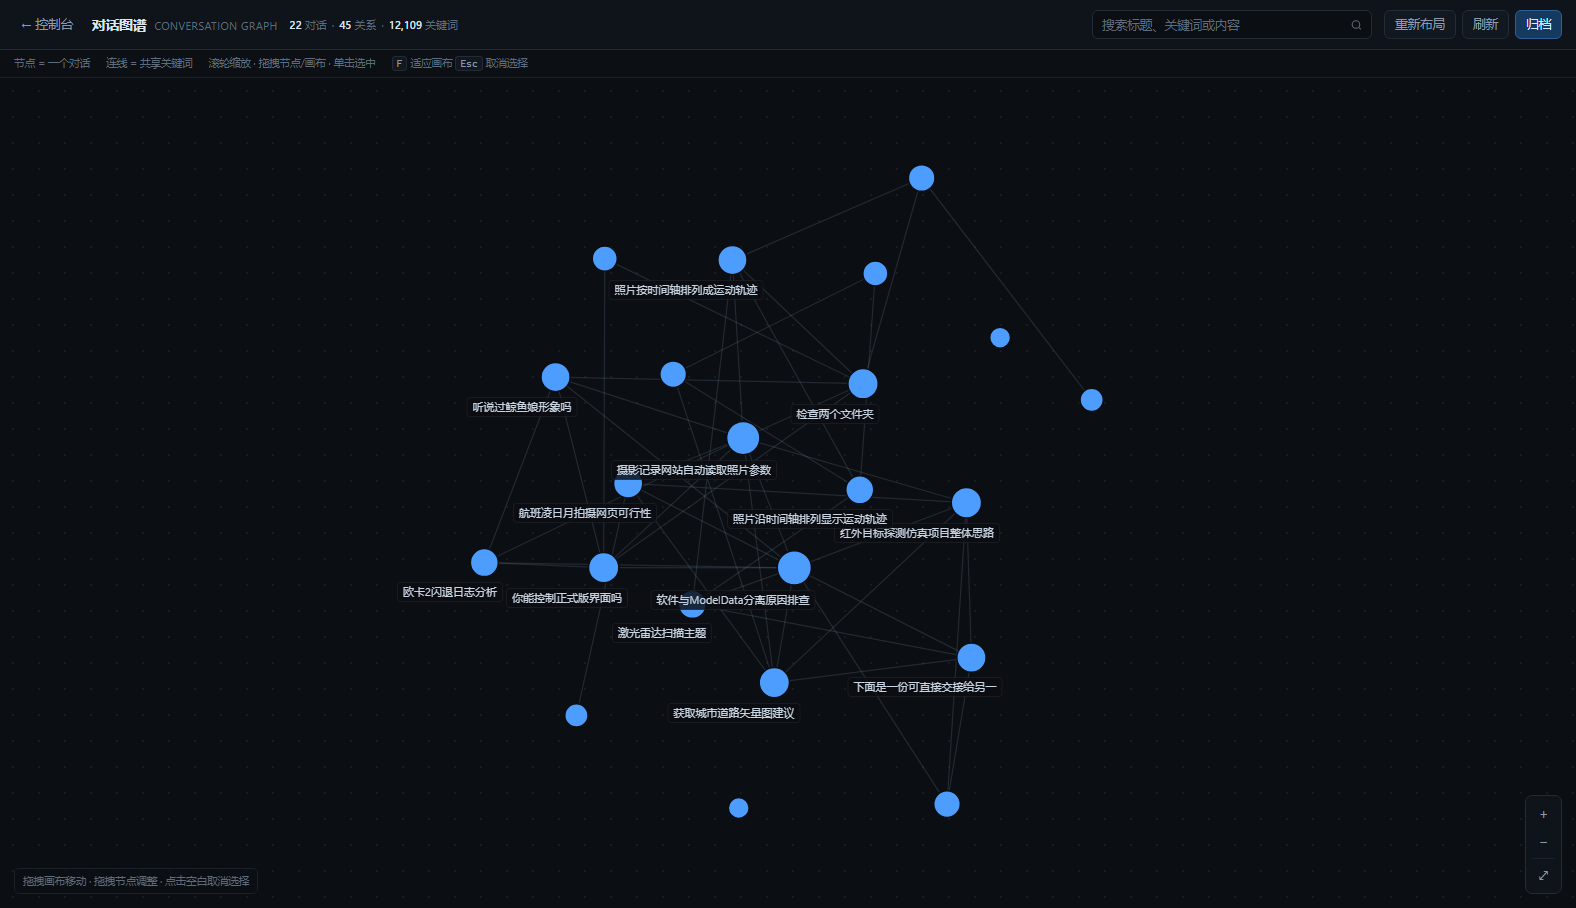 ← 控制台 对话图谱 CONVERSATION GRAPH 22 对话 · 45 关系 · 12,109 关键词 搜索标题、关键词或内容 重新布局 刷新 归档
节点 = 一个对话 连线 = 共享关键词 滚轮缩放 · 拖拽节点/画布 · 单击选中 F 适应画布 Esc 取消选择
照片按时间轴排列成运动轨迹
听说过鲸鱼娘形象吗
检查两个文件夹
摄影记录网站自动读取照片参数
航班凌日月拍摄网页可行性
照片沿时间轴排列显示运动轨迹
红外目标探测仿真项目整体思路
欧卡2闪退日志分析
你能控制正式版界面吗
软件与ModelData分离原因排查
激光雷达扫描主题
下面是一份可直接交接给另一
获取城市道路矢量图建议
+
−
拖拽画布移动 · 拖拽节点调整 · 点击空白取消选择